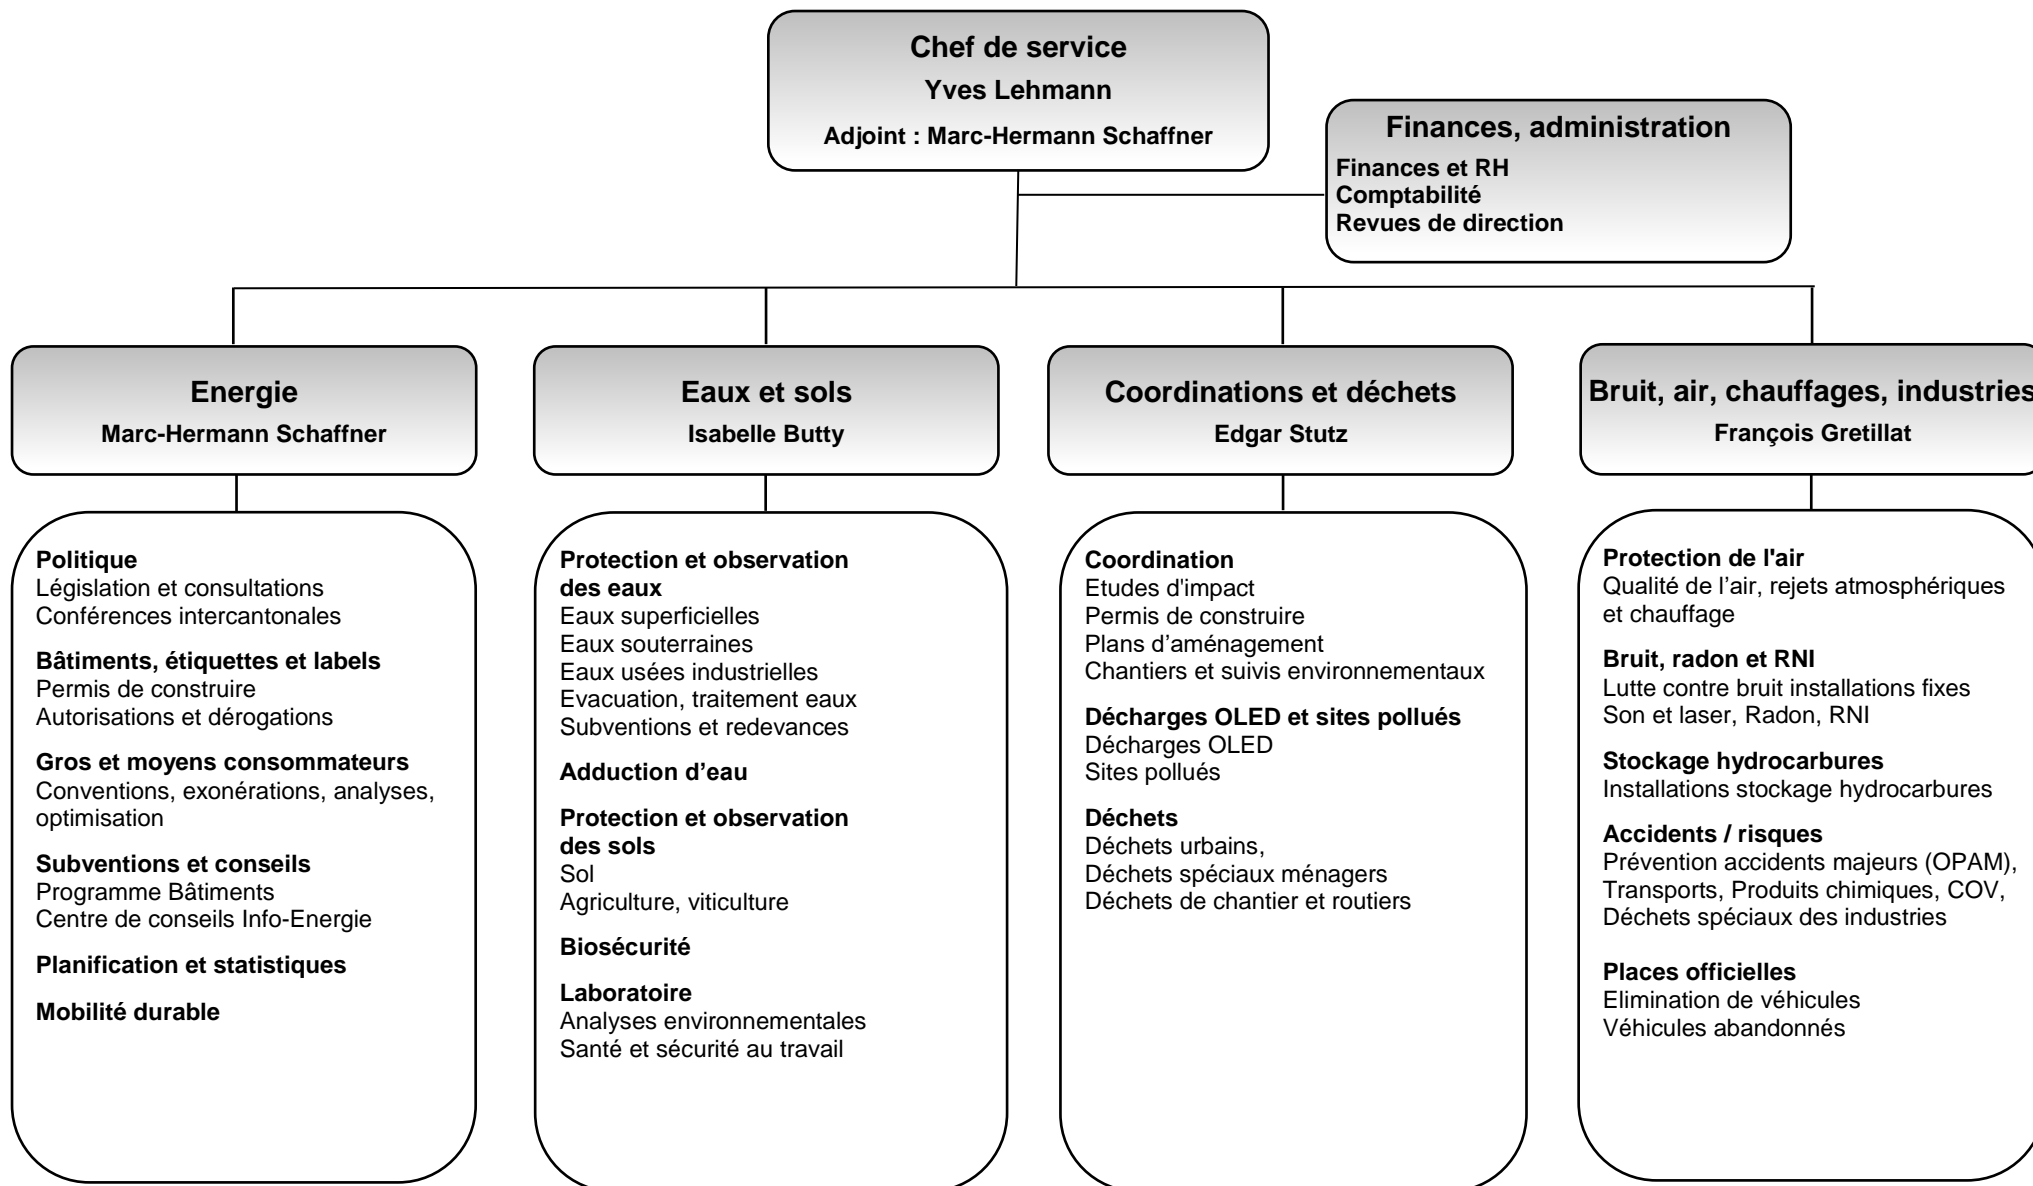 Chef de service
Yves Lehmann
Adjoint : Marc-Hermann Schaffner
Finances, administration
Finances et RH
Comptabilité
Revues de direction
Energie
Marc-Hermann Schaffner
Eaux et sols
Isabelle Butty
Coordinations et déchets
Edgar Stutz
Bruit, air, chauffages, industries
François Gretillat
Politique
Législation et consultations
Conférences intercantonales
Bâtiments, étiquettes et labels
Permis de construire
Autorisations et dérogations
Gros et moyens consommateurs
Conventions, exonérations, analyses,
optimisation
Subventions et conseils
Programme Bâtiments
Centre de conseils Info-Energie
Planification et statistiques
Mobilité durable
Protection et observation
des eaux
Eaux superficielles
Eaux souterraines
Eaux usées industrielles
Evacuation, traitement eaux
Subventions et redevances
Adduction d’eau
Protection et observation
des sols
Sol
Agriculture, viticulture
Biosécurité
Laboratoire
Analyses environnementales
Santé et sécurité au travail
Coordination
Etudes d'impact
Permis de construire
Plans d’aménagement
Chantiers et suivis environnementaux
Décharges OLED et sites pollués
Décharges OLED
Sites pollués
Déchets
Déchets urbains,
Déchets spéciaux ménagers
Déchets de chantier et routiers
Protection de l'air
Qualité de l’air, rejets atmosphériques
et chauffage
Bruit, radon et RNI
Lutte contre bruit installations fixes
Son et laser, Radon, RNI
Stockage hydrocarbures
Installations stockage hydrocarbures
Accidents / risques
Prévention accidents majeurs (OPAM),
Transports, Produits chimiques, COV,
Déchets spéciaux des industries
Places officielles
Elimination de véhicules
Véhicules abandonnés